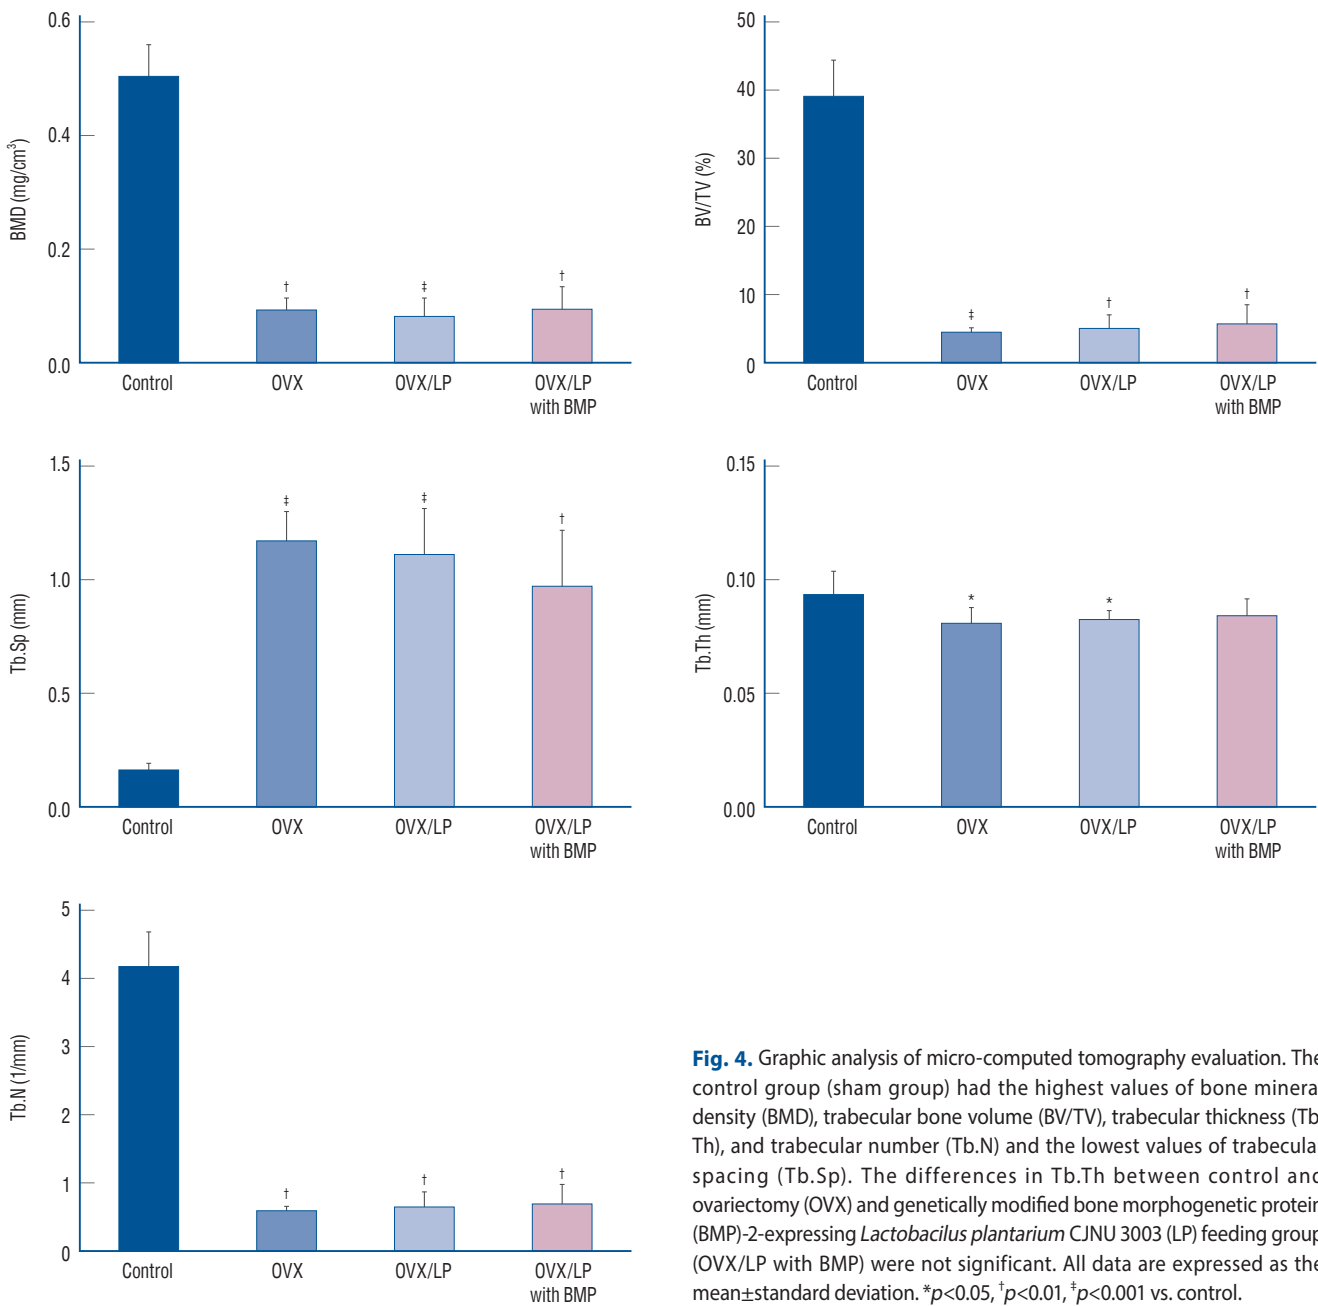 0.6
0.4
0.2
0.0
BMD (mg/cm³)
†
‡
†
Control
OVX
OVX/LP
OVX/LP
with BMP
50
40
30
20
10
0
BV/TV (%)
‡
†
†
Control
OVX
OVX/LP
OVX/LP
with BMP
1.5
1.0
0.5
0.0
Tb.Sp (mm)
‡
‡
†
Control
OVX
OVX/LP
OVX/LP
with BMP
0.15
0.10
0.05
0.00
Tb.Th (mm)
*
*
Control
OVX
OVX/LP
OVX/LP
with BMP
5
4
3
2
1
0
Tb.N (1/mm)
†
†
†
Control
OVX
OVX/LP
OVX/LP
with BMP
Fig. 4. Graphic analysis of micro-computed tomography evaluation. The
control group (sham group) had the highest values of bone minera
density (BMD), trabecular bone volume (BV/TV), trabecular thickness (Tb
Th), and trabecular number (Tb.N) and the lowest values of trabecula
spacing (Tb.Sp). The differences in Tb.Th between control and
ovariectomy (OVX) and genetically modified bone morphogenetic protein
(BMP)-2-expressing Lactobacilus plantarium CJNU 3003 (LP) feeding group
(OVX/LP with BMP) were not significant. All data are expressed as the
mean±standard deviation. *p<0.05, †p<0.01, ‡p<0.001 vs. control.